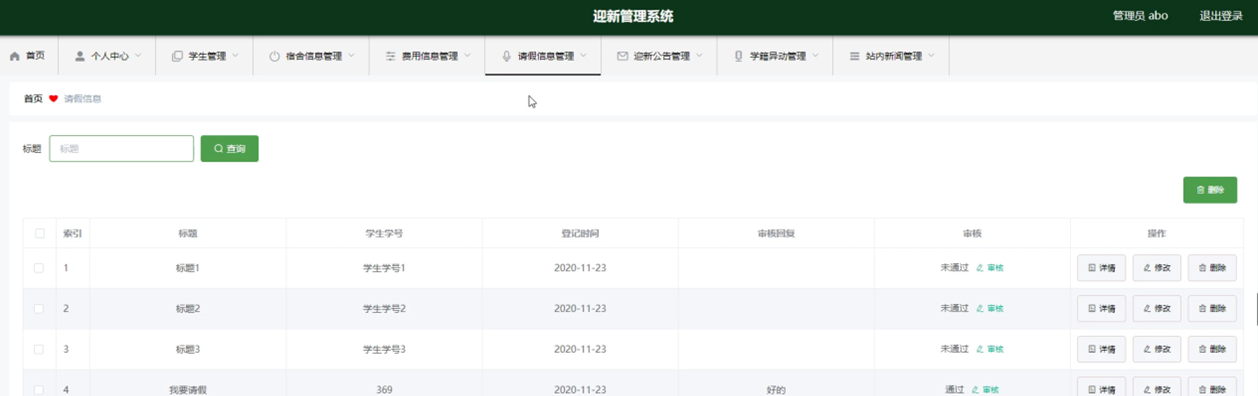 迎新管理系统 管理员 abo 退出登录
首页 个人中心 学生管理 宿舍信息管理 费用信息管理 请假信息管理 迎新公告管理 学籍异动管理 站内新闻管理
首页 请假信息
标题 标题 查询
删除
索引 标题 学生学号 登记时间 审核回复 审核 操作
1 标题1 学生学号1 2020-11-23 未通过 审核 详情 修改 删除
2 标题2 学生学号2 2020-11-23 未通过 审核 详情 修改 删除
3 标题3 学生学号3 2020-11-23 未通过 审核 详情 修改 删除
4 我要请假 369 2020-11-23 好的 通过 审核 详情 修改 删除